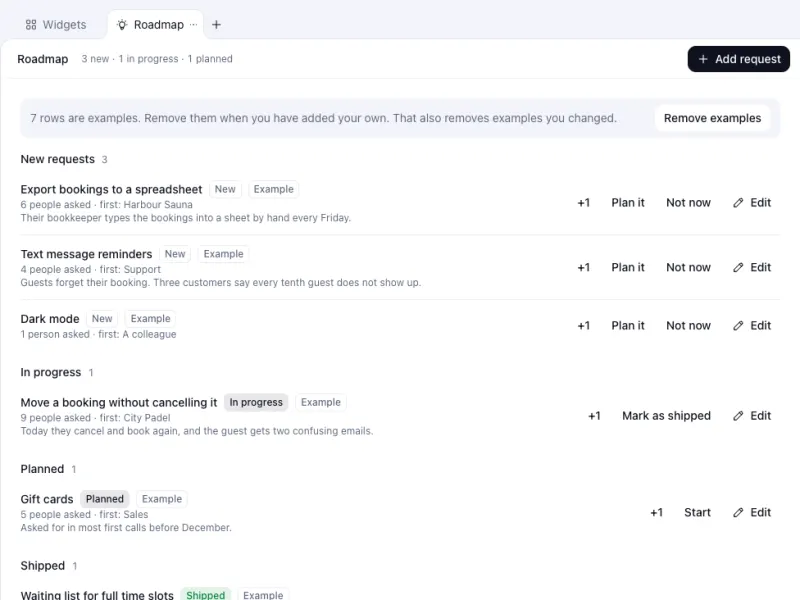 Widgets
Roadmap ···
Roadmap 3 new · 1 in progress · 1 planned
Add request
7 rows are examples. Remove them when you have added your own. That also removes examples you changed.
Remove examples
New requests 3
Export bookings to a spreadsheet New Example
6 people asked · first: Harbour Sauna
Their bookkeeper types the bookings into a sheet by hand every Friday.
+1 Plan it Not now Edit
Text message reminders New Example
4 people asked · first: Support
Guests forget their booking. Three customers say every tenth guest does not show up.
+1 Plan it Not now Edit
Dark mode New Example
1 person asked · first: A colleague
+1 Plan it Not now Edit
In progress 1
Move a booking without cancelling it In progress Example
9 people asked · first: City Padel
Today they cancel and book again, and the guest gets two confusing emails.
+1 Mark as shipped Edit
Planned 1
Gift cards Planned Example
5 people asked · first: Sales
Asked for in most first calls before December.
+1 Start Edit
Shipped 1
Waiting list for full time slots Shipped Example